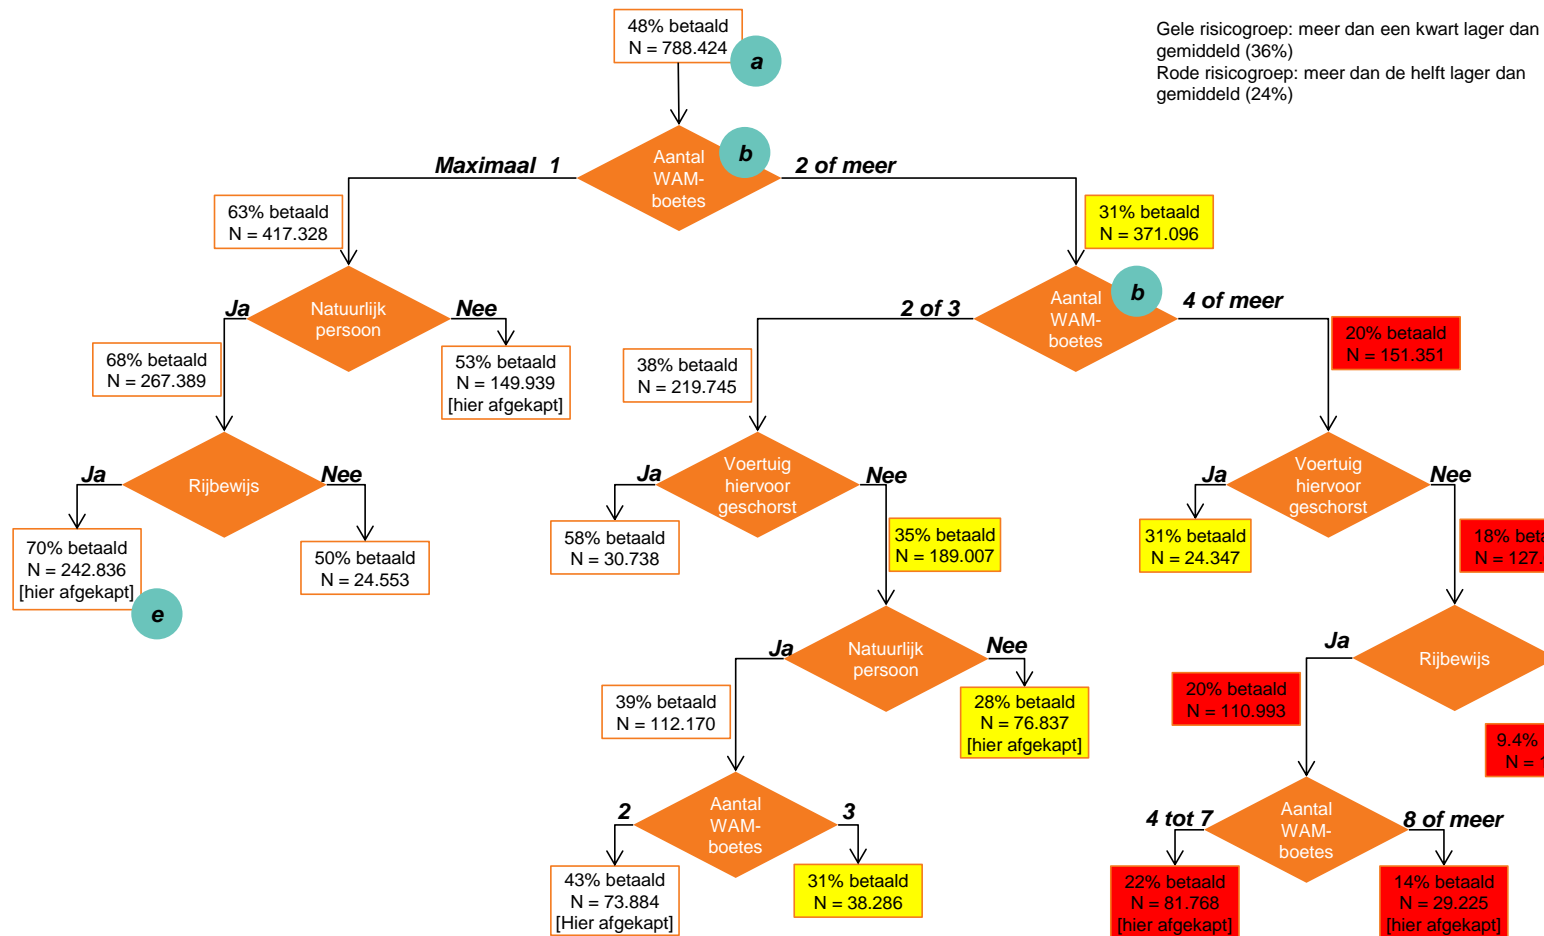 48% betaald
N = 788.424
a
Gele risicogroep: meer dan een kwart lager dan
gemiddeld (36%)
Rode risicogroep: meer dan de helft lager dan
gemiddeld (24%)
Maximaal 1
Aantal
WAM-
boetes
b
2 of meer
63% betaald
N = 417.328
31% betaald
N = 371.096
Ja
Natuurlijk
persoon
Nee
2 of 3
Aantal
WAM-
boetes
b
4 of meer
68% betaald
N = 267.389
53% betaald
N = 149.939
[hier afgekapt]
38% betaald
N = 219.745
20% betaald
N = 151.351
Ja
Rijbewijs
Nee
Ja
Voertuig
hiervoor
geschorst
Nee
Ja
Voertuig
hiervoor
geschorst
Nee
70% betaald
N = 242.836
[hier afgekapt]
e
50% betaald
N = 24.553
58% betaald
N = 30.738
35% betaald
N = 189.007
31% betaald
N = 24.347
18%
N =
Ja
Natuurlijk
persoon
Nee
Ja
Rijbewijs
39% betaald
N = 112.170
28% betaald
N = 76.837
[hier afgekapt]
20% betaald
N = 110.993
9.4%
N =
2
Aantal
WAM-
boetes
3
4 tot 7
Aantal
WAM-
boetes
8 of meer
43% betaald
N = 73.884
[Hier afgekapt]
31% betaald
N = 38.286
22% betaald
N = 81.768
[hier afgekapt]
14% betaald
N = 29.225
[hier afgekapt]